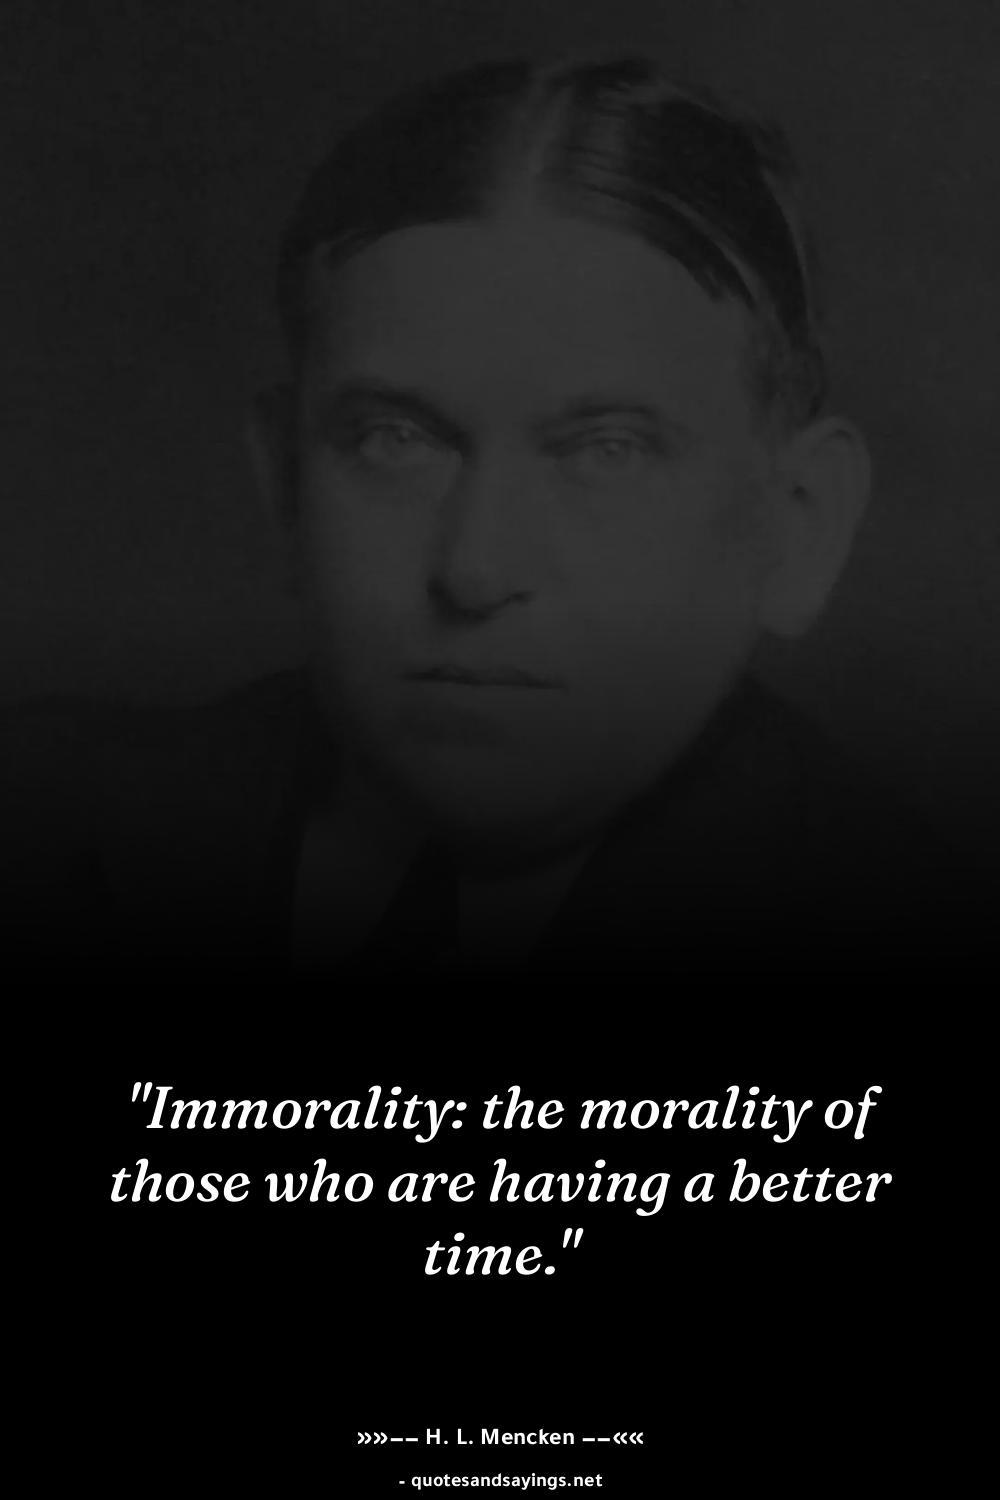 "Immorality: the morality of
those who are having a better
time."
»»–– H. L. Mencken ––««
- quotesandsayings.net